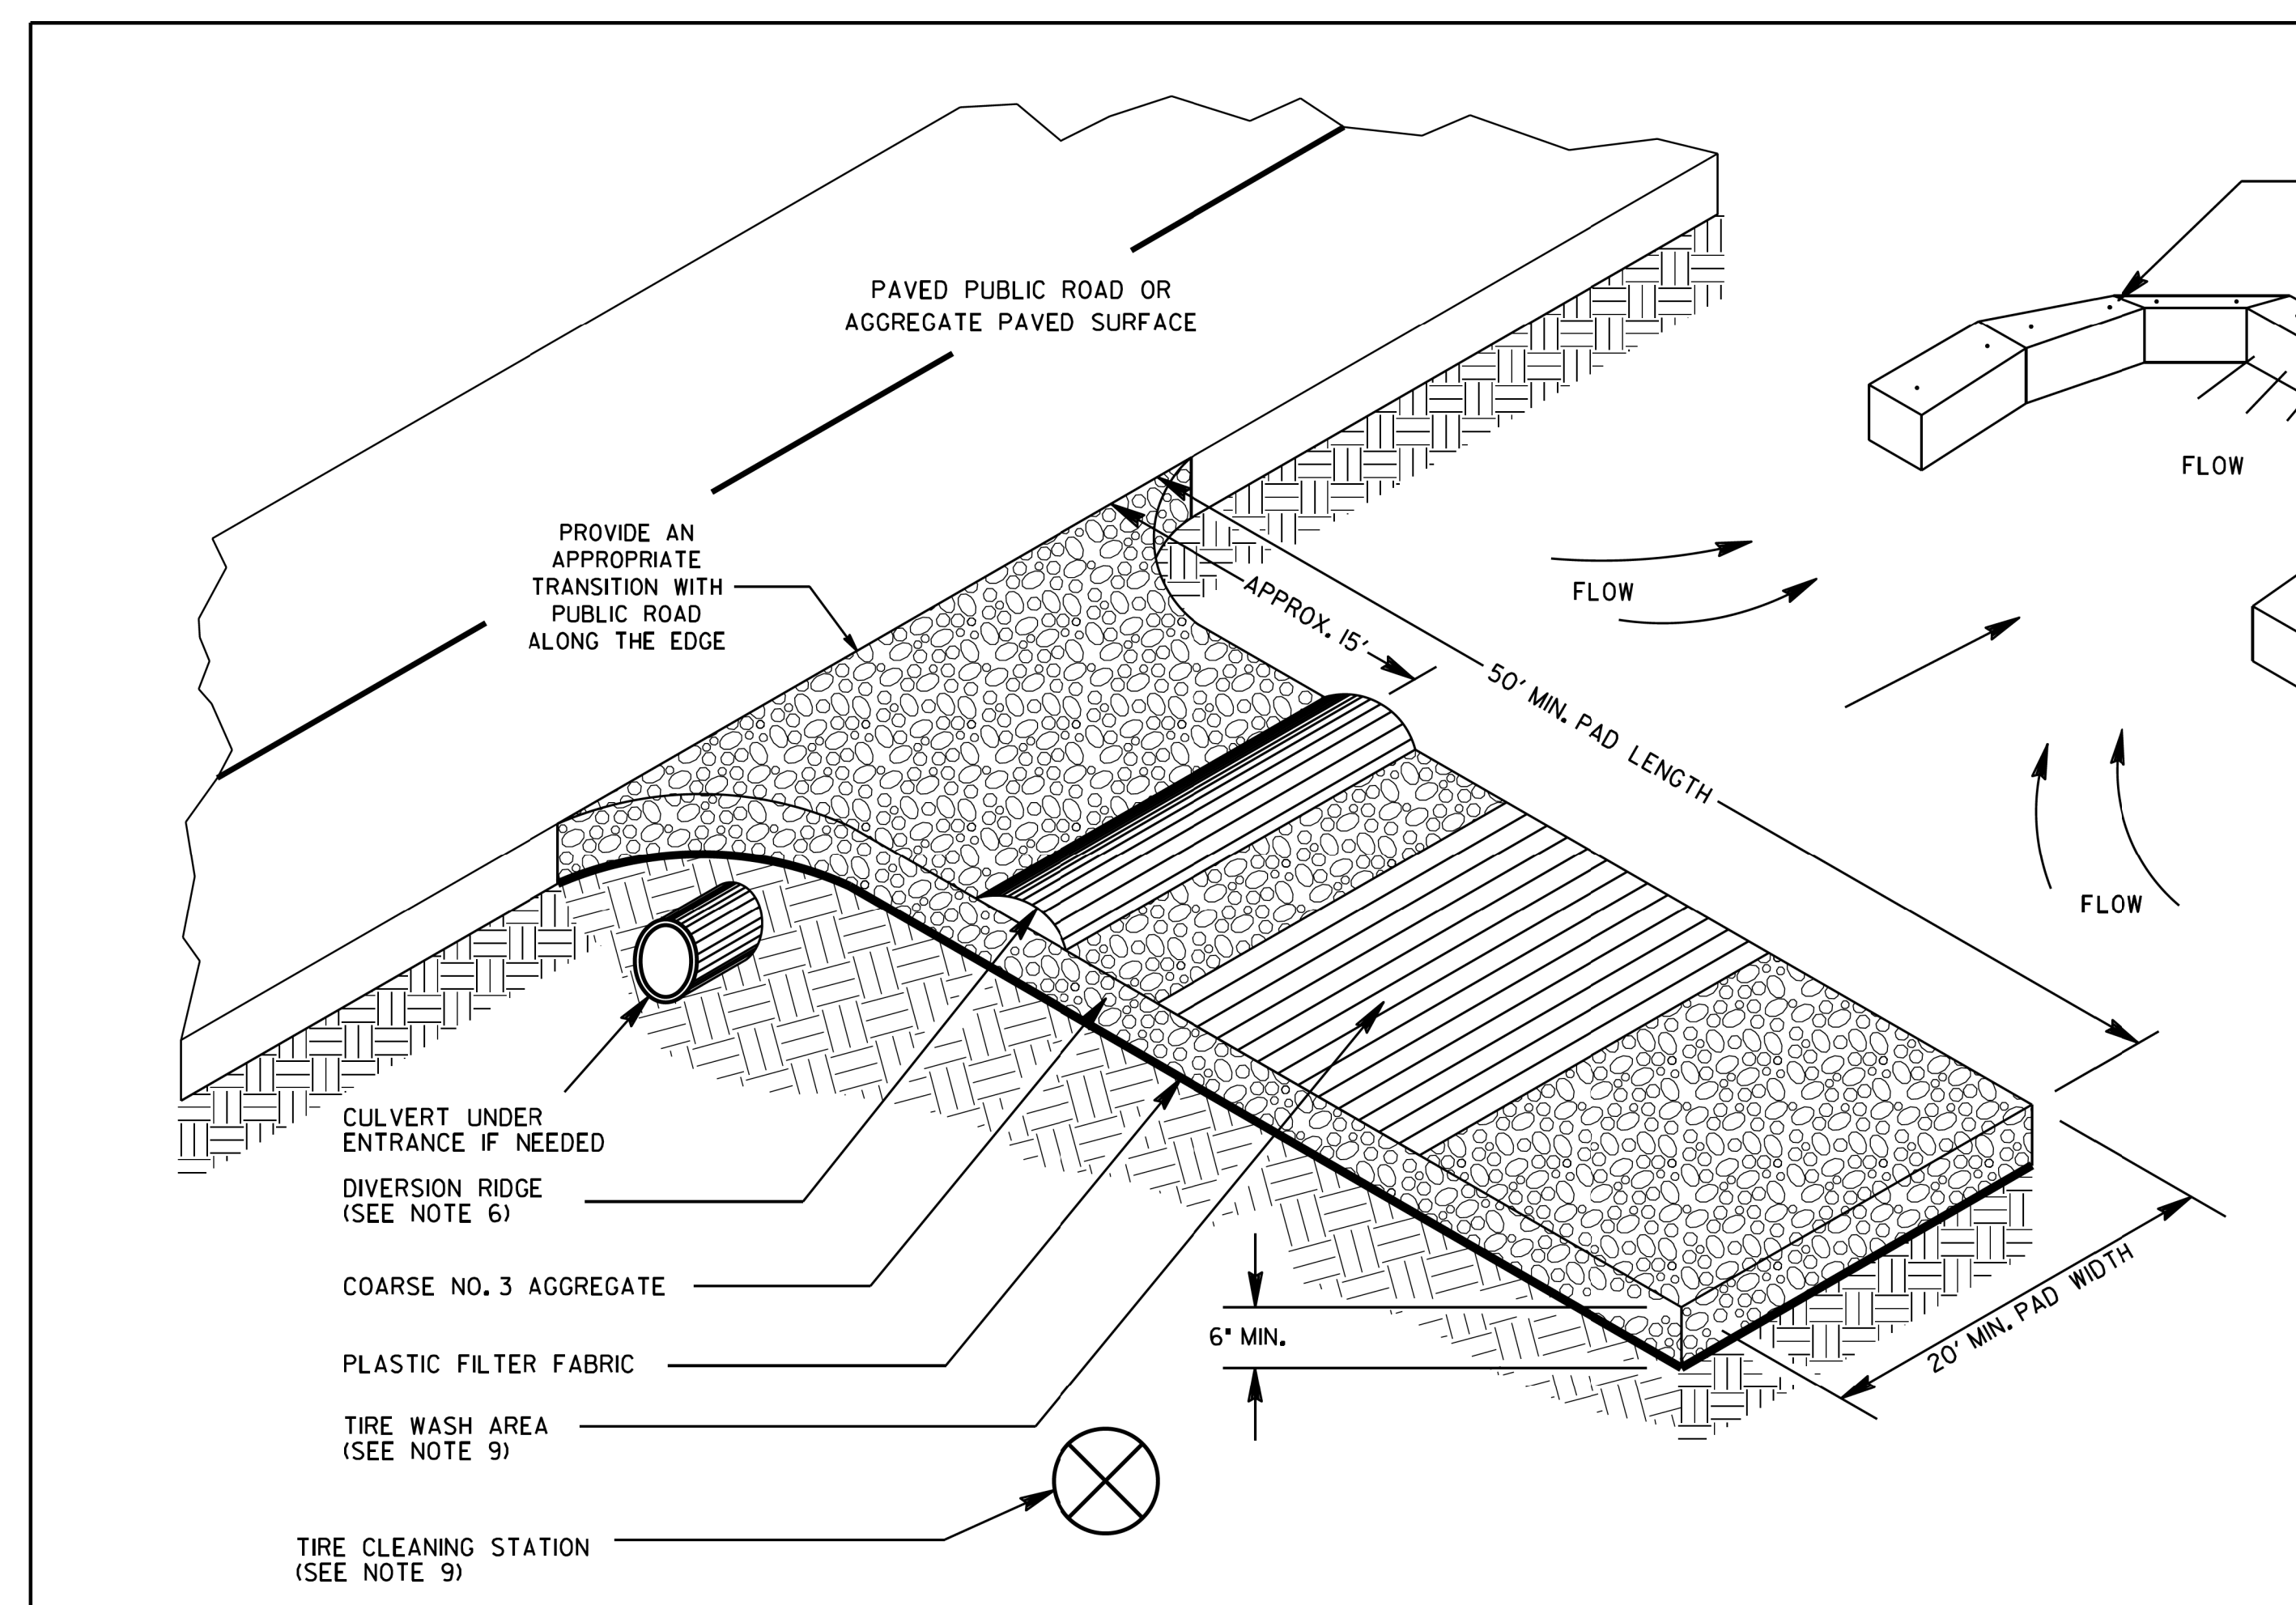 PAVED PUBLIC ROAD OR
AGGREGATE PAVED SURFACE
PROVIDE AN
APPROPRIATE
TRANSITION WITH
PUBLIC ROAD
ALONG THE EDGE
APPROX. 15'
50' MIN. PAD LENGTH
FLOW
FLOW
FLOW
CULVERT UNDER
ENTRANCE IF NEEDED
DIVERSION RIDGE
(SEE NOTE 6)
COARSE NO. 3 AGGREGATE
PLASTIC FILTER FABRIC
TIRE WASH AREA
(SEE NOTE 9)
TIRE CLEANING STATION
(SEE NOTE 9)
6" MIN.
20' MIN. PAD WIDTH